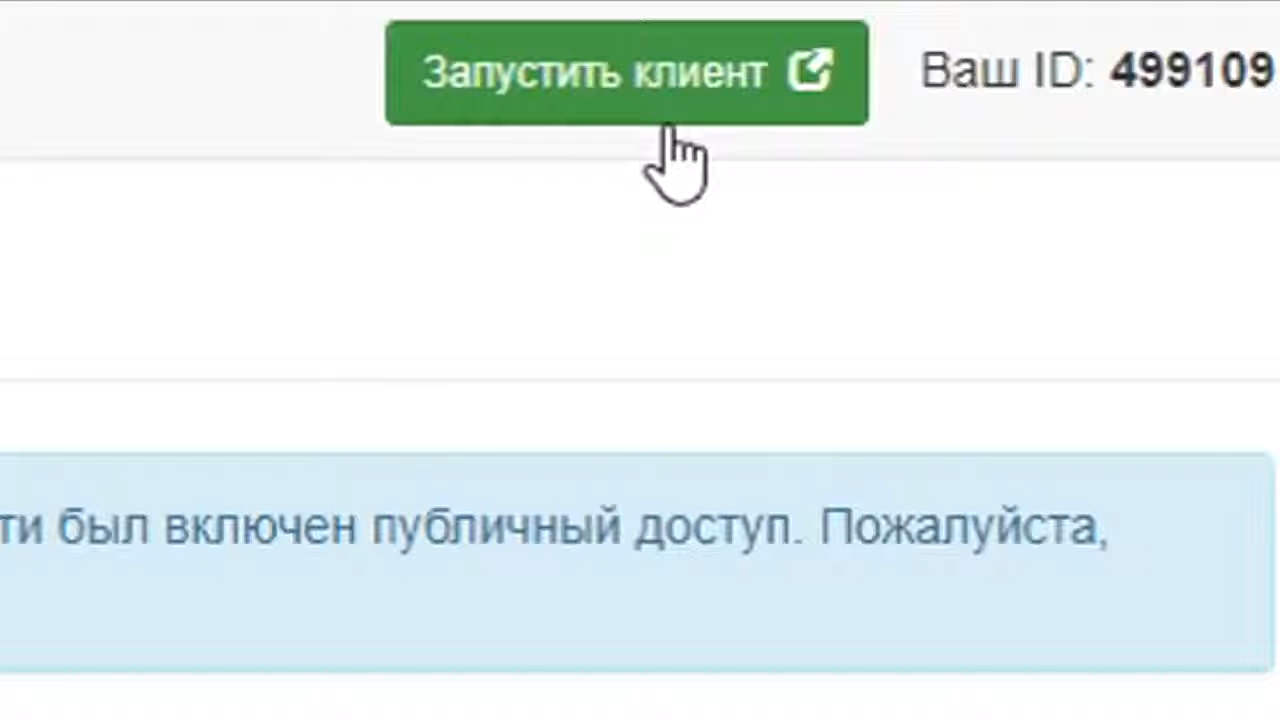 Запустить клиент
Ваш ID: 499109
ти был включен публичный доступ. Пожалуйста,